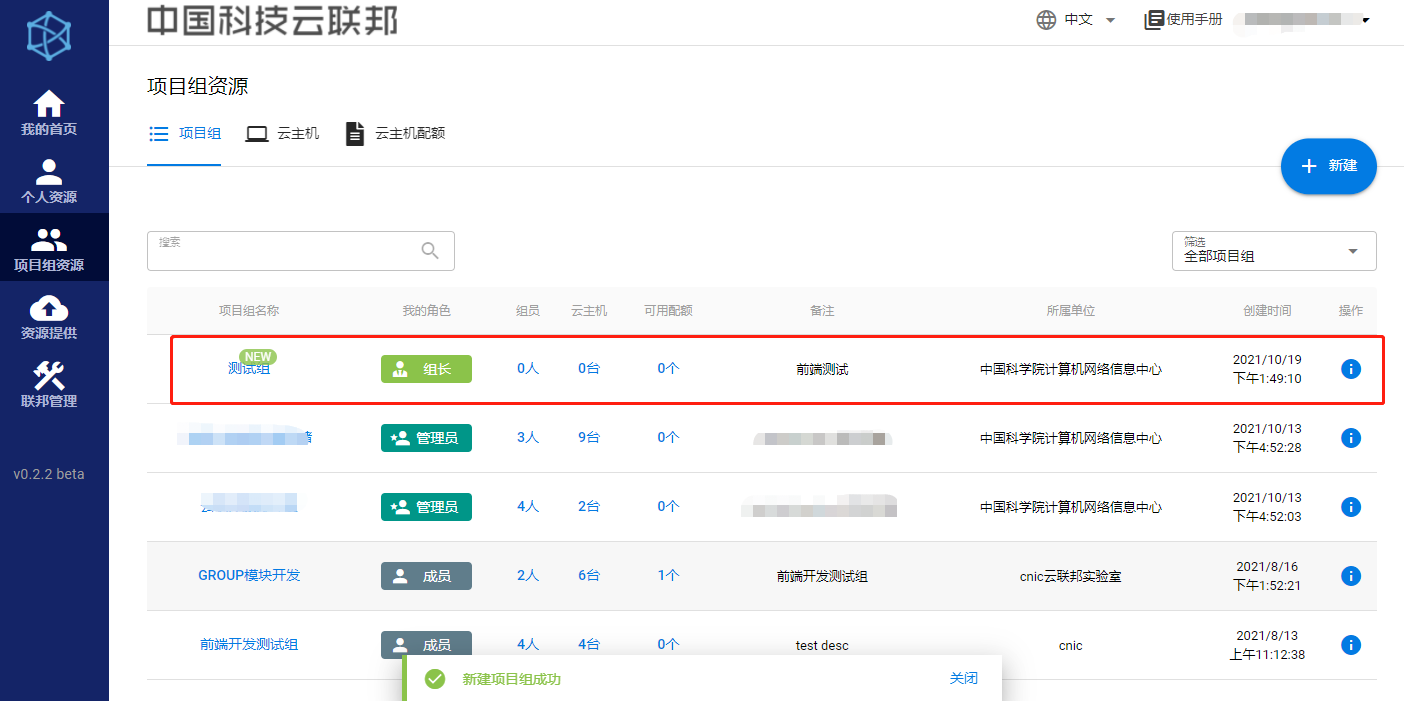 中国科技云联邦
中文
使用手册
我的首页
个人资源
项目组资源
资源提供
联邦管理
v0.2.2 beta
项目组资源
项目组
云主机
云主机配额
新建
搜索
筛选
全部项目组
项目组名称 我的角色 组员 云主机 可用配额 备注 所属单位 创建时间 操作
测试组 NEW 组长 0人 0台 0个 前端测试 中国科学院计算机网络信息中心 2021/10/19
下午1:49:10
管理员 3人 9台 0个 中国科学院计算机网络信息中心 2021/10/13
下午4:52:28
管理员 4人 2台 0个 中国科学院计算机网络信息中心 2021/10/13
下午4:52:03
GROUP模块开发 成员 2人 6台 1个 前端开发测试组 cnic云联邦实验室 2021/8/16
下午1:52:21
前端开发测试组 成员 4人 4台 0个 test desc cnic 2021/8/13
上午11:12:38
新建项目组成功
关闭